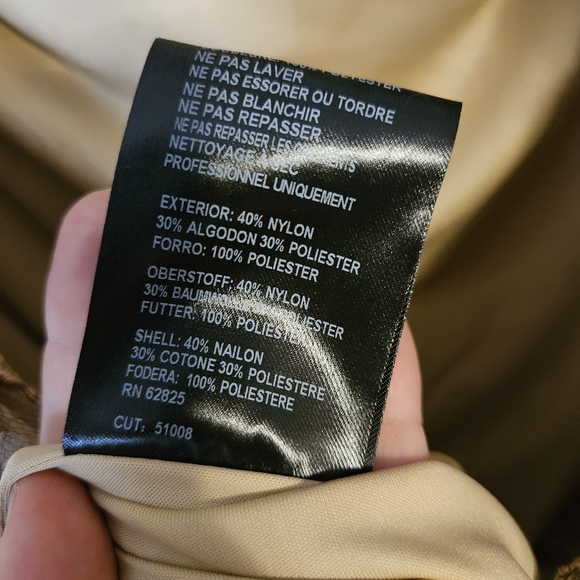 NE PAS LAVER
NE PAS ESSORER OU TORDRE
NE PAS BLANCHIR
NE PAS REPASSER
NE PAS REPASSER LES
NETTOYAGE
PROFESSIONNEL UNIQUEMENT
EXTERIOR: 40% NYLON
30% ALGODON 30% POLIESTER
FORRO: 100% POLIESTER
OBERSTOFF: 40% NYLON
30%
FUTTER: 100% POLIESTER
SHELL: 40% NAILON
30% COTONE 30% POLIESTERE
FODERA: 100% POLIESTERE
RN 62825
CUT: 51008